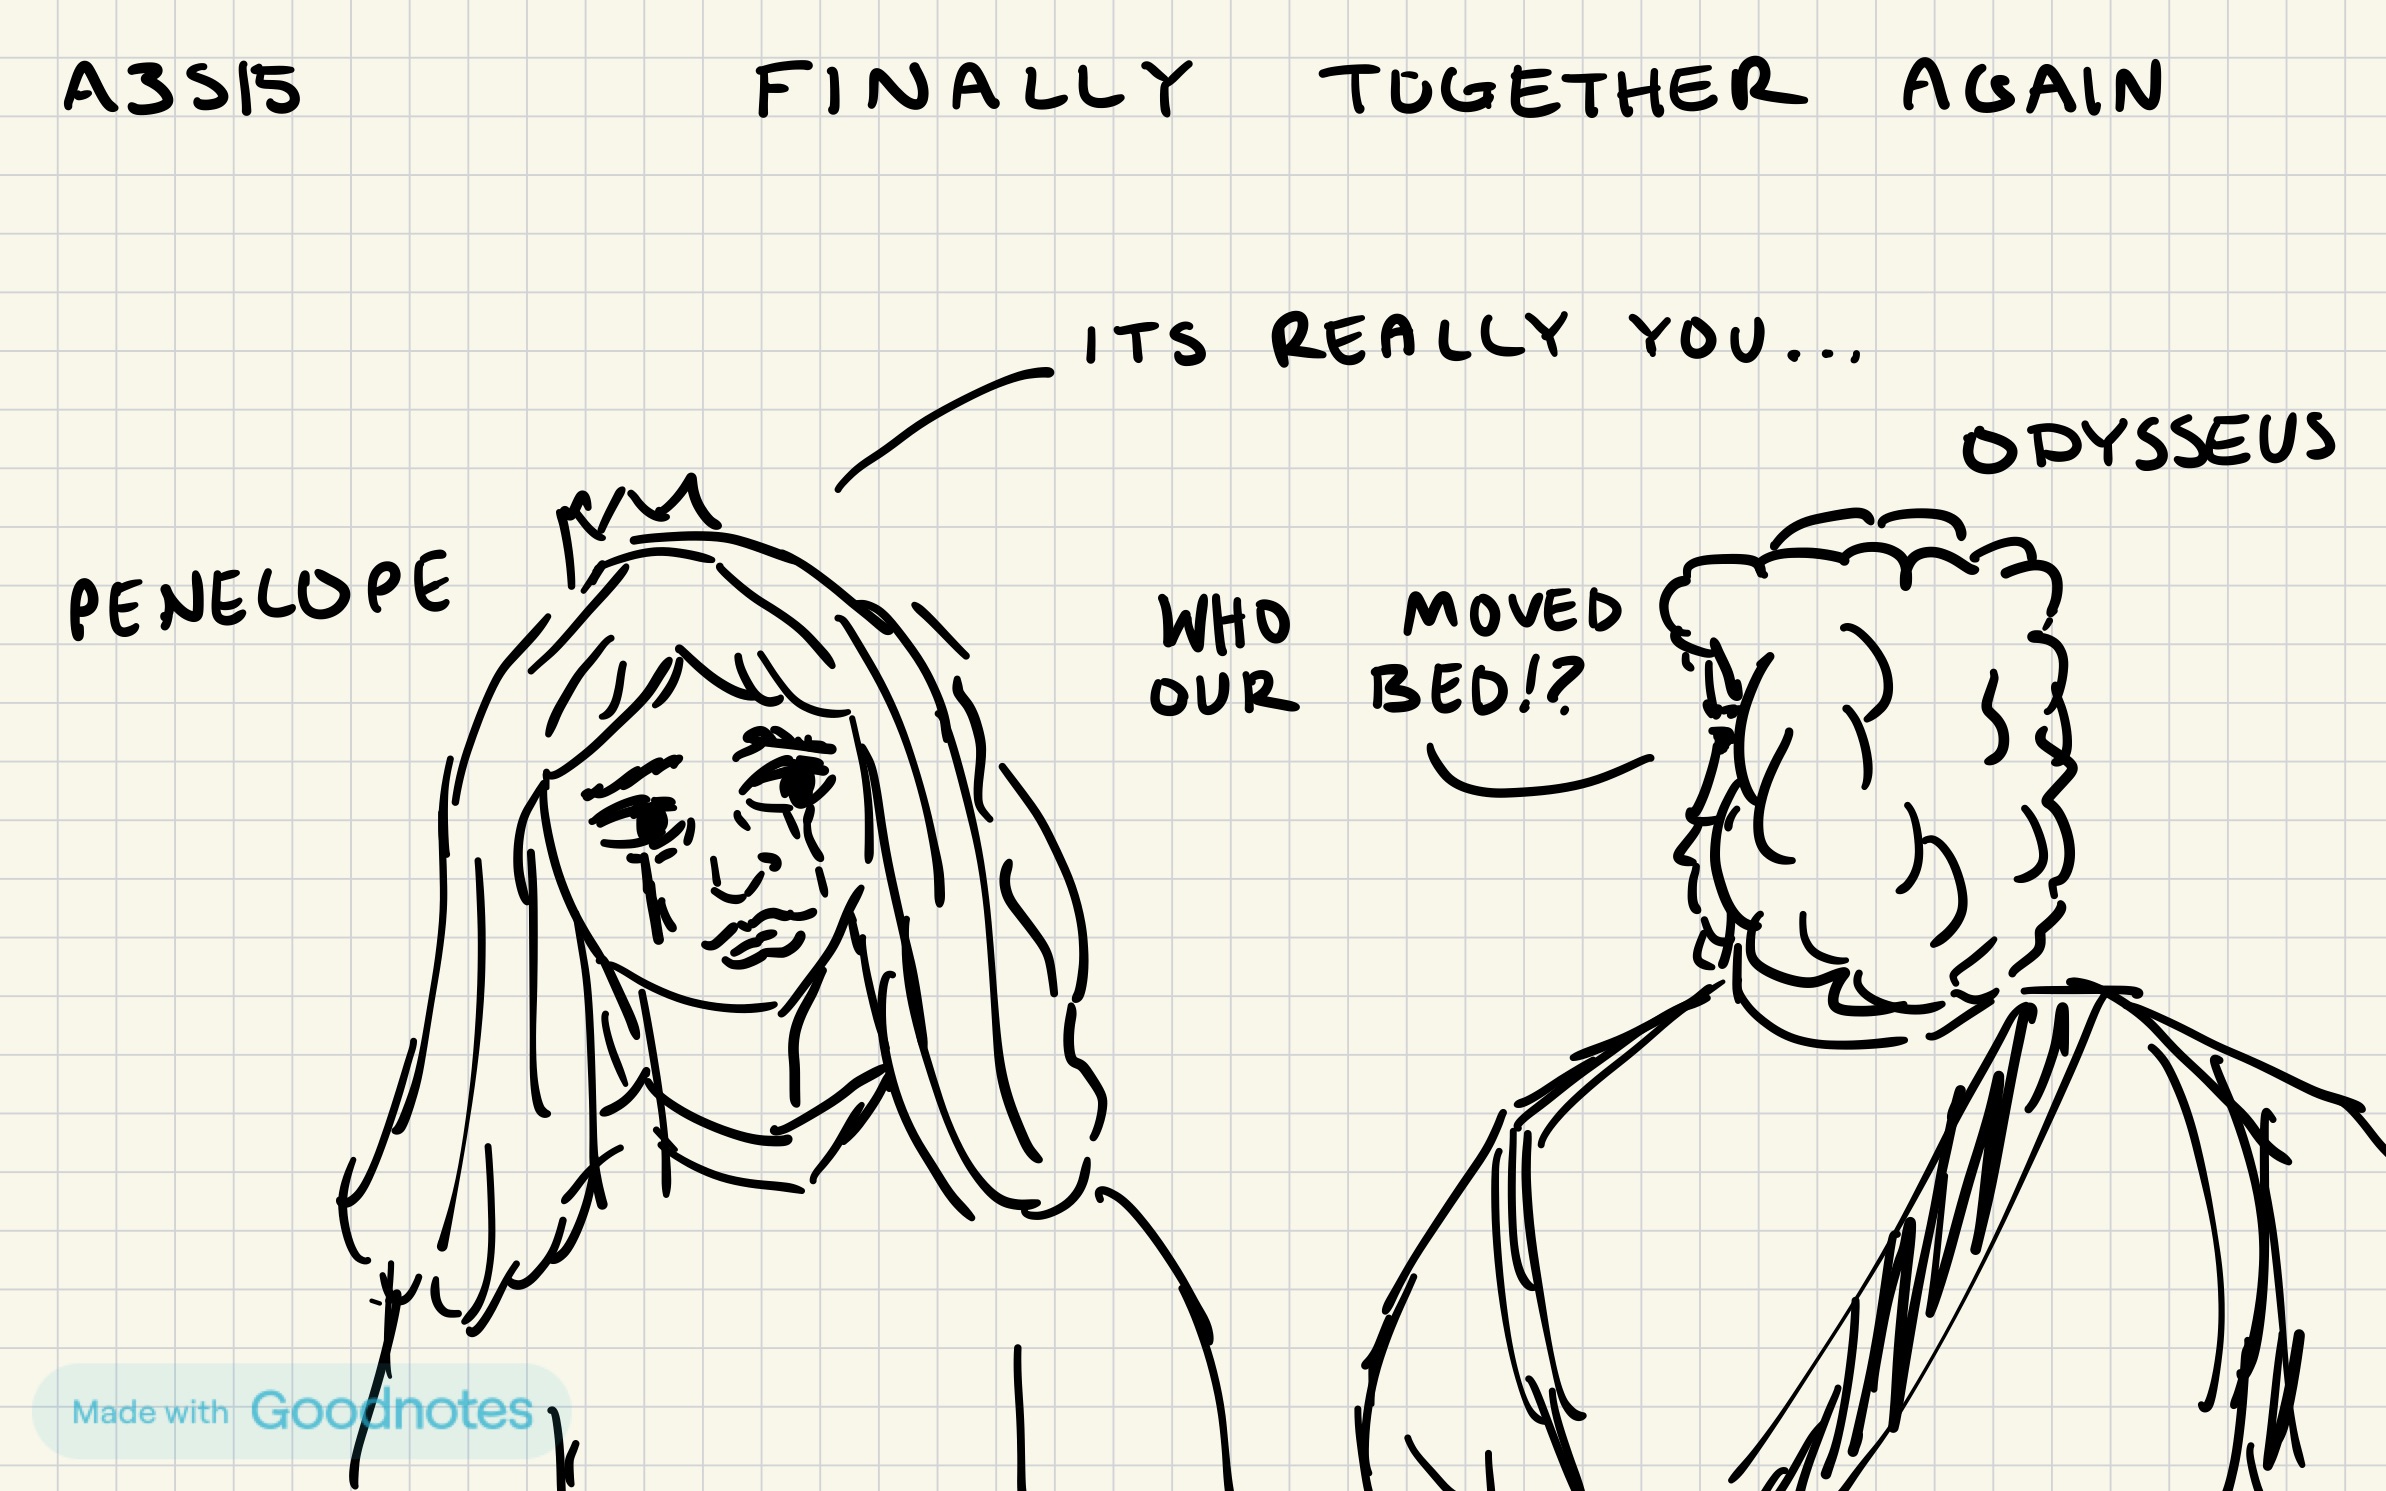 A3S15 FINALLY TOGETHER AGAIN
ITS REALLY YOU...
ODYSSEUS
PENELOPE
WHO MOVED
OUR BED!?
Made with Goodnotes